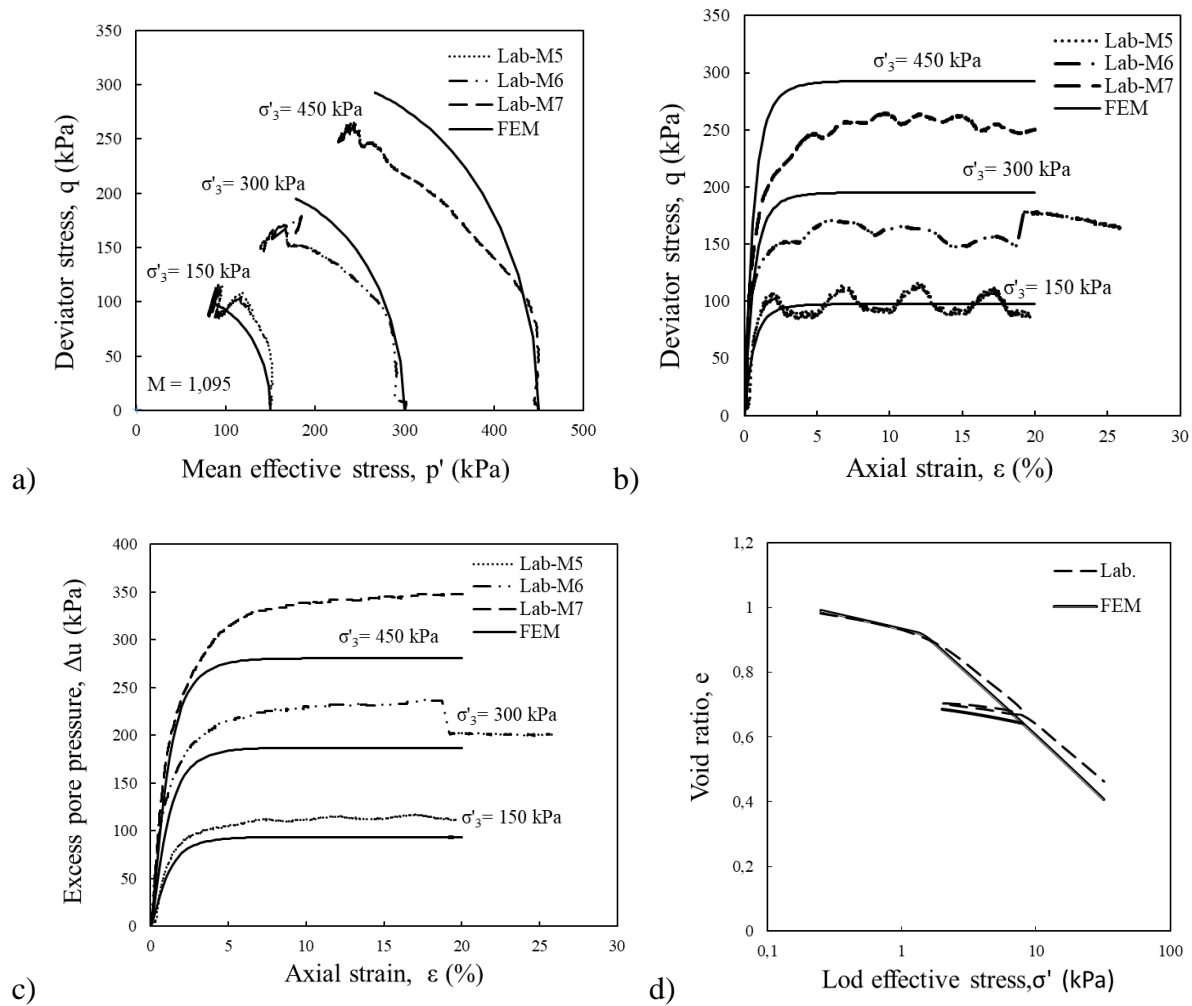 350
300
250
200
150
100
50
0
0
100
200
300
400
500
Deviator stress, q (kPa)
Mean effective stress, p' (kPa)
Lab-M5
Lab-M6
Lab-M7
FEM
σ'3= 450 kPa
σ'3= 300 kPa
σ'3= 150 kPa
M = 1,095
a)
350
300
250
200
150
100
50
0
0
5
10
15
20
25
30
Deviator stress, q (kPa)
Axial strain, ε (%)
Lab-M5
Lab-M6
Lab-M7
FEM
σ'3= 450 kPa
σ'3= 300 kPa
σ'3= 150 kPa
b)
400
350
300
250
200
150
100
50
0
0
5
10
15
20
25
30
Excess pore pressure, Δu (kPa)
Axial strain, ε (%)
Lab-M5
Lab-M6
Lab-M7
FEM
σ'3= 450 kPa
σ'3= 300 kPa
σ'3= 150 kPa
c)
1,2
1
0,8
0,6
0,4
0,2
0
0,1
1
10
100
Void ratio, e
Lod effective stress,σ' (kPa)
Lab.
FEM
d)